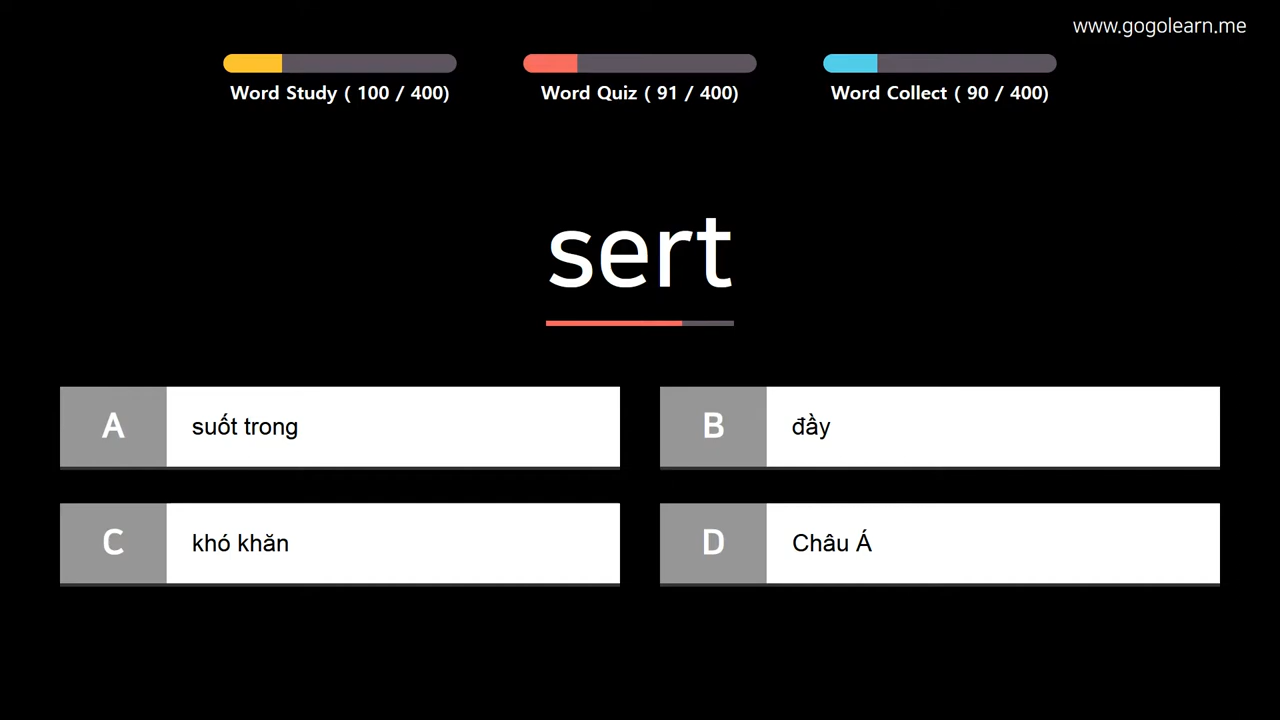 www.gogolearn.me
Word Study ( 100 / 400)
Word Quiz ( 91 / 400)
Word Collect ( 90 / 400)
sert
A
suốt trong
B
đầy
C
khó khăn
D
Châu Á